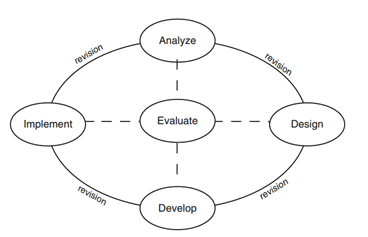 Analyze
revision
revision
Implement
Evaluate
Design
revision
revision
Develop